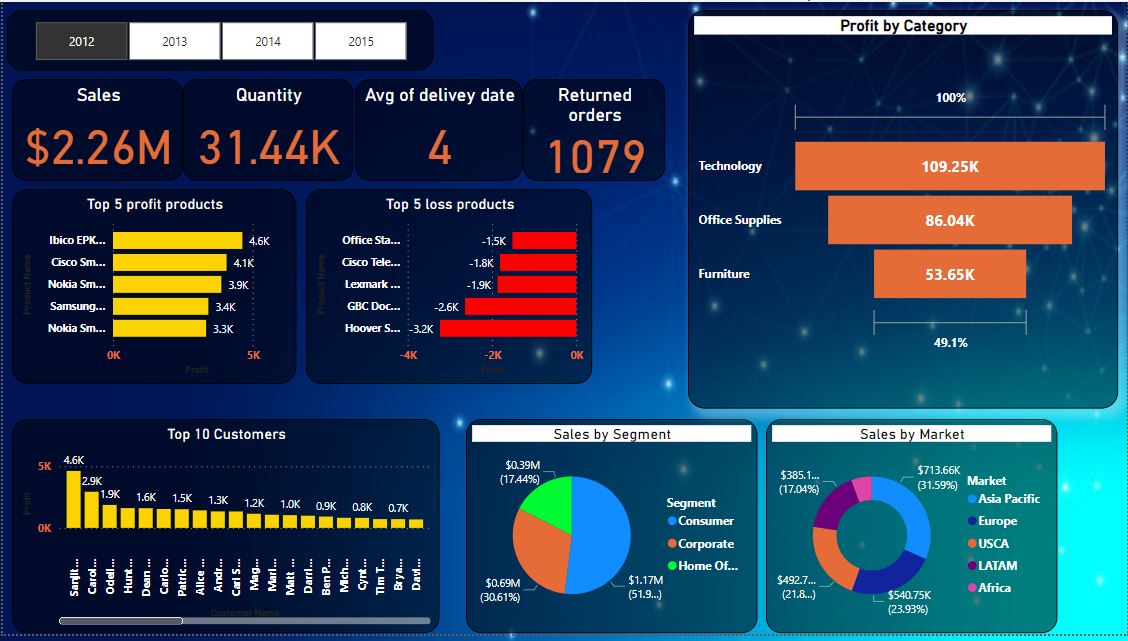 2012
2013
2014
2015
Sales
$2.26M
Quantity
31.44K
Avg of delivey date
4
Returned
orders
1079
Profit by Category
100%
Technology
109.25K
Office Supplies
86.04K
Furniture
53.65K
49.1%
Top 5 profit products
Product Name
Ibico EPK...
4.6K
Cisco Sm...
4.1K
Nokia Sm...
3.9K
Samsung...
3.4K
Nokia Sm...
3.3K
0K
5K
Profit
Top 5 loss products
Product Name
Office Sta...
-1.5K
Cisco Tele...
-1.8K
Lexmark ...
-1.9K
GBC Doc...
-2.6K
Hoover S...
-3.2K
-4K
-2K
0K
Profit
Top 10 Customers
Profit
5K
0K
4.6K
2.9K
1.9K
1.6K
1.5K
1.3K
1.2K
1.0K
0.9K
0.8K
0.7K
Sanjit...
Carol...
Odell...
Hunt...
Dean ...
Carlo...
Patric...
Alice ...
Andr...
Carl S...
Mag...
Mari...
Matt ...
Darri...
Ben P...
Mich...
Cynt...
Tim T...
Brya...
Davi...
Customer Name
Sales by Segment
$0.39M
(17.44%)
$0.69M
(30.61%)
$1.17M
(51.9...)
Segment
Consumer
Corporate
Home Of...
Sales by Market
$385.1...
(17.04%)
$713.66K
(31.59%)
$492.7...
(21.8...)
$540.75K
(23.93%)
Market
Asia Pacific
Europe
USCA
LATAM
Africa